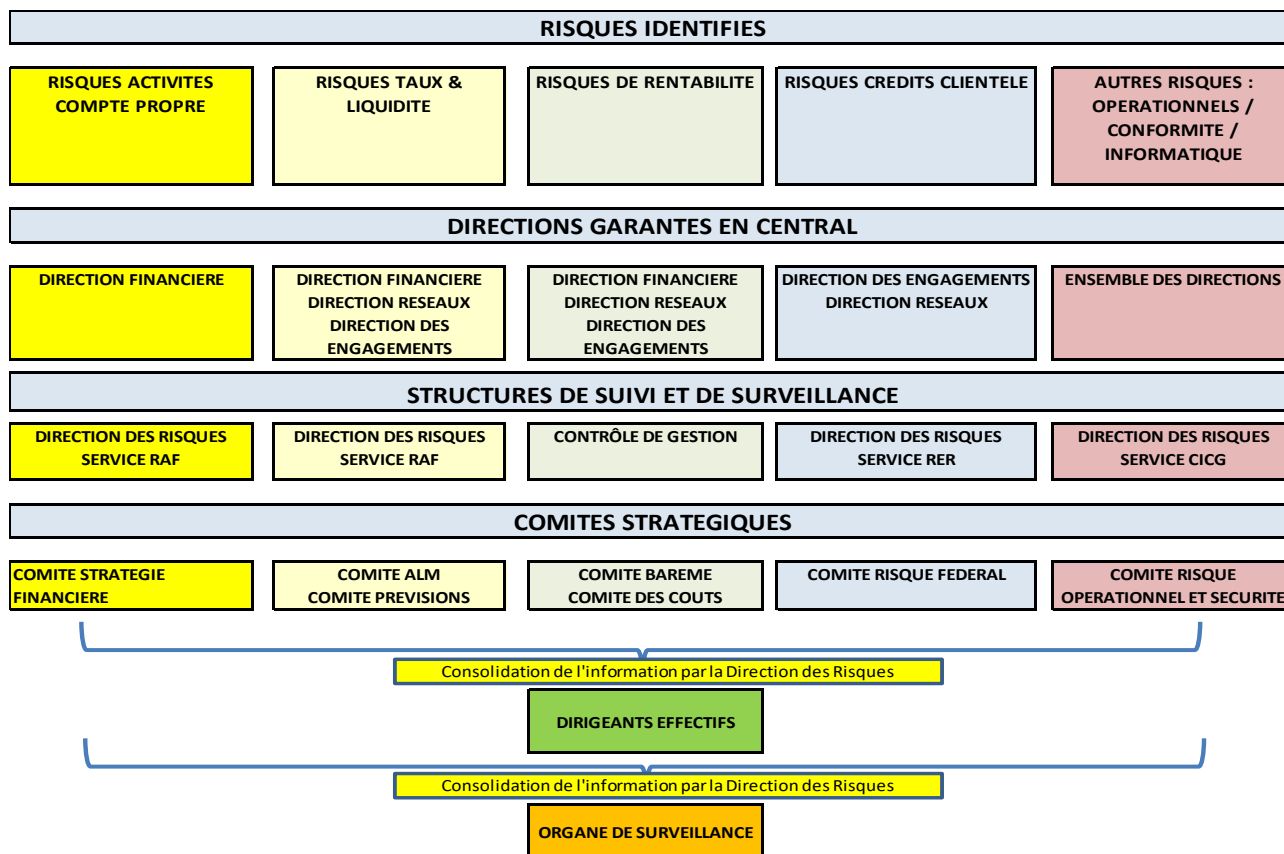 RISQUES IDENTIFIES
RISQUES ACTIVITES
COMPTE PROPRE
RISQUES TAUX &
LIQUIDITE
RISQUES DE RENTABILITE
RISQUES CREDITS CLIENTELE
AUTRES RISQUES :
OPERATIONNELS /
CONFORMITE /
INFORMATIQUE
DIRECTIONS GARANTES EN CENTRAL
DIRECTION FINANCIERE
DIRECTION FINANCIERE
DIRECTION RESEAUX
DIRECTION DES
ENGAGEMENTS
DIRECTION FINANCIERE
DIRECTION RESEAUX
DIRECTION DES
ENGAGEMENTS
DIRECTION DES ENGAGEMENTS
DIRECTION RESEAUX
ENSEMBLE DES DIRECTIONS
STRUCTURES DE SUIVI ET DE SURVEILLANCE
DIRECTION DES RISQUES
SERVICE RAF
DIRECTION DES RISQUES
SERVICE RAF
CONTRÔLE DE GESTION
DIRECTION DES RISQUES
SERVICE RER
DIRECTION DES RISQUES
SERVICE CICG
COMITES STRATEGIQUES
COMITE STRATEGIE
FINANCIERE
COMITE ALM
COMITE PREVISIONS
COMITE BAREME
COMITE DES COUTS
COMITE RISQUE FEDERAL
COMITE RISQUE
OPERATIONNEL ET SECURITE
Consolidation de l'information par la Direction des Risques
DIRIGEANTS EFFECTIFS
Consolidation de l'information par la Direction des Risques
ORGANE DE SURVEILLANCE